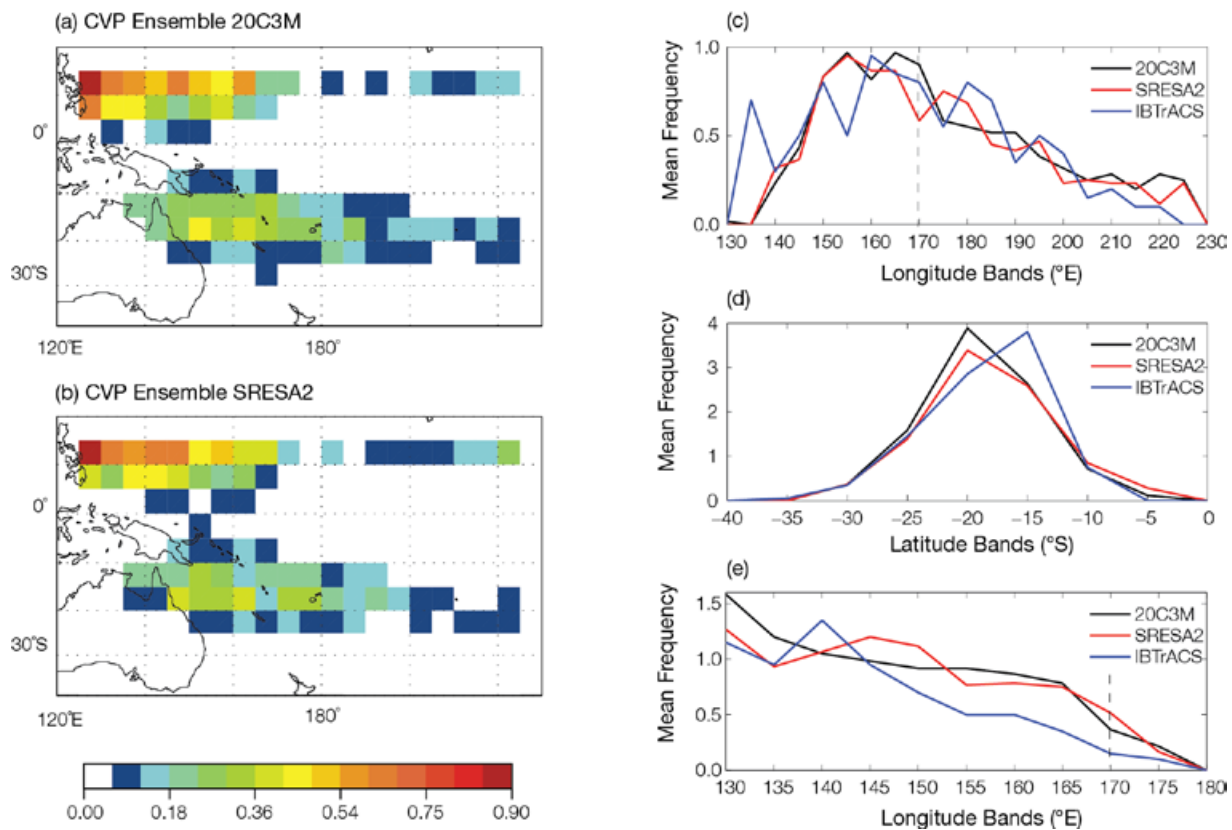 (a) CVP Ensemble 20C3M
0°
30°S
120°E
180°
(b) CVP Ensemble SRESA2
0°
30°S
120°E
180°
0.00 0.18 0.36 0.54 0.75 0.90
(c)
Mean Frequency
1.0
0.5
0.0
20C3M
SRESA2
IBTrACS
130 140 150 160 170 180 190 200 210 220 230
Longitude Bands (°E)
(d)
Mean Frequency
4
3
2
1
0
20C3M
SRESA2
IBTrACS
−40 −35 −30 −25 −20 −15 −10 −5 0
Latitude Bands (°S)
(e)
Mean Frequency
1.5
1.0
0.5
0.0
20C3M
SRESA2
IBTrACS
130 135 140 145 150 155 160 165 170 175 180
Longitude Bands (°E)